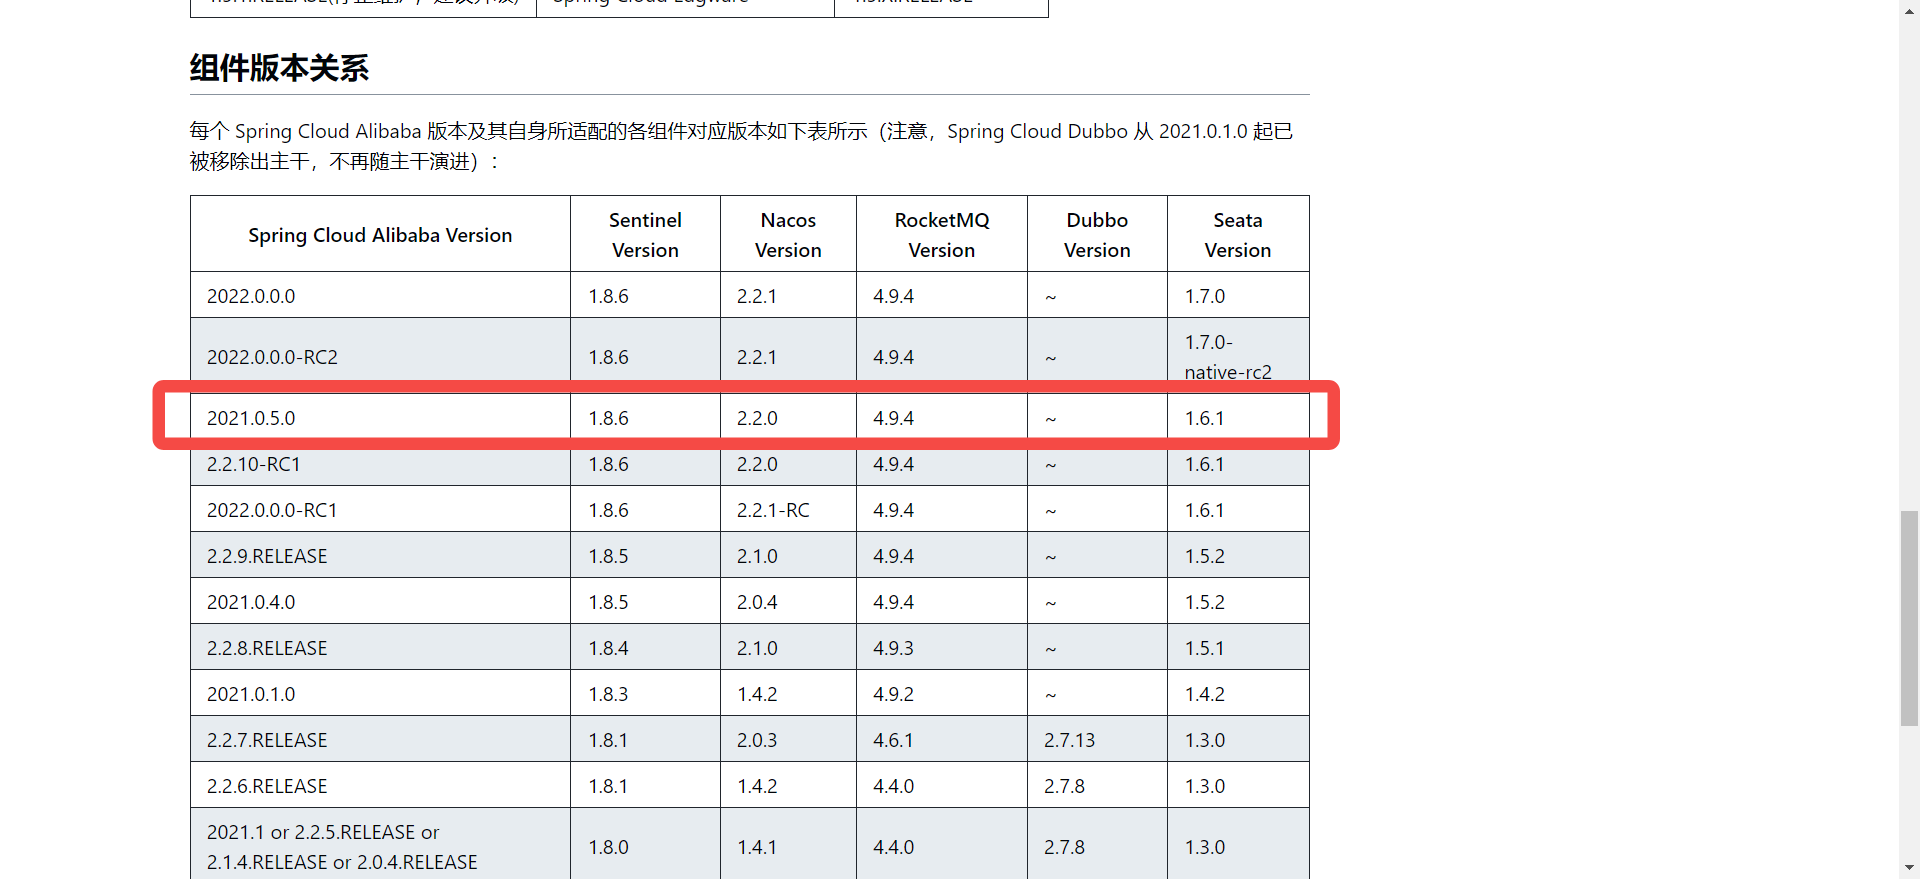 组件版本关系
每个 Spring Cloud Alibaba 版本及其自身所适配的各组件对应版本如下表所示（注意，Spring Cloud Dubbo 从 2021.0.1.0 起已
被移除出主干，不再随主干演进）：
Spring Cloud Alibaba Version Sentinel Version Nacos Version RocketMQ Version Dubbo Version Seata Version
2022.0.0.0 1.8.6 2.2.1 4.9.4 ~ 1.7.0
2022.0.0.0-RC2 1.8.6 2.2.1 4.9.4 ~ 1.7.0-native-rc2
2021.0.5.0 1.8.6 2.2.0 4.9.4 ~ 1.6.1
2.2.10-RC1 1.8.6 2.2.0 4.9.4 ~ 1.6.1
2022.0.0.0-RC1 1.8.6 2.2.1-RC 4.9.4 ~ 1.6.1
2.2.9.RELEASE 1.8.5 2.1.0 4.9.4 ~ 1.5.2
2021.0.4.0 1.8.5 2.0.4 4.9.4 ~ 1.5.2
2.2.8.RELEASE 1.8.4 2.1.0 4.9.3 ~ 1.5.1
2021.0.1.0 1.8.3 1.4.2 4.9.2 ~ 1.4.2
2.2.7.RELEASE 1.8.1 2.0.3 4.6.1 2.7.13 1.3.0
2.2.6.RELEASE 1.8.1 1.4.2 4.4.0 2.7.8 1.3.0
2021.1 or 2.2.5.RELEASE or
2.1.4.RELEASE or 2.0.4.RELEASE 1.8.0 1.4.1 4.4.0 2.7.8 1.3.0